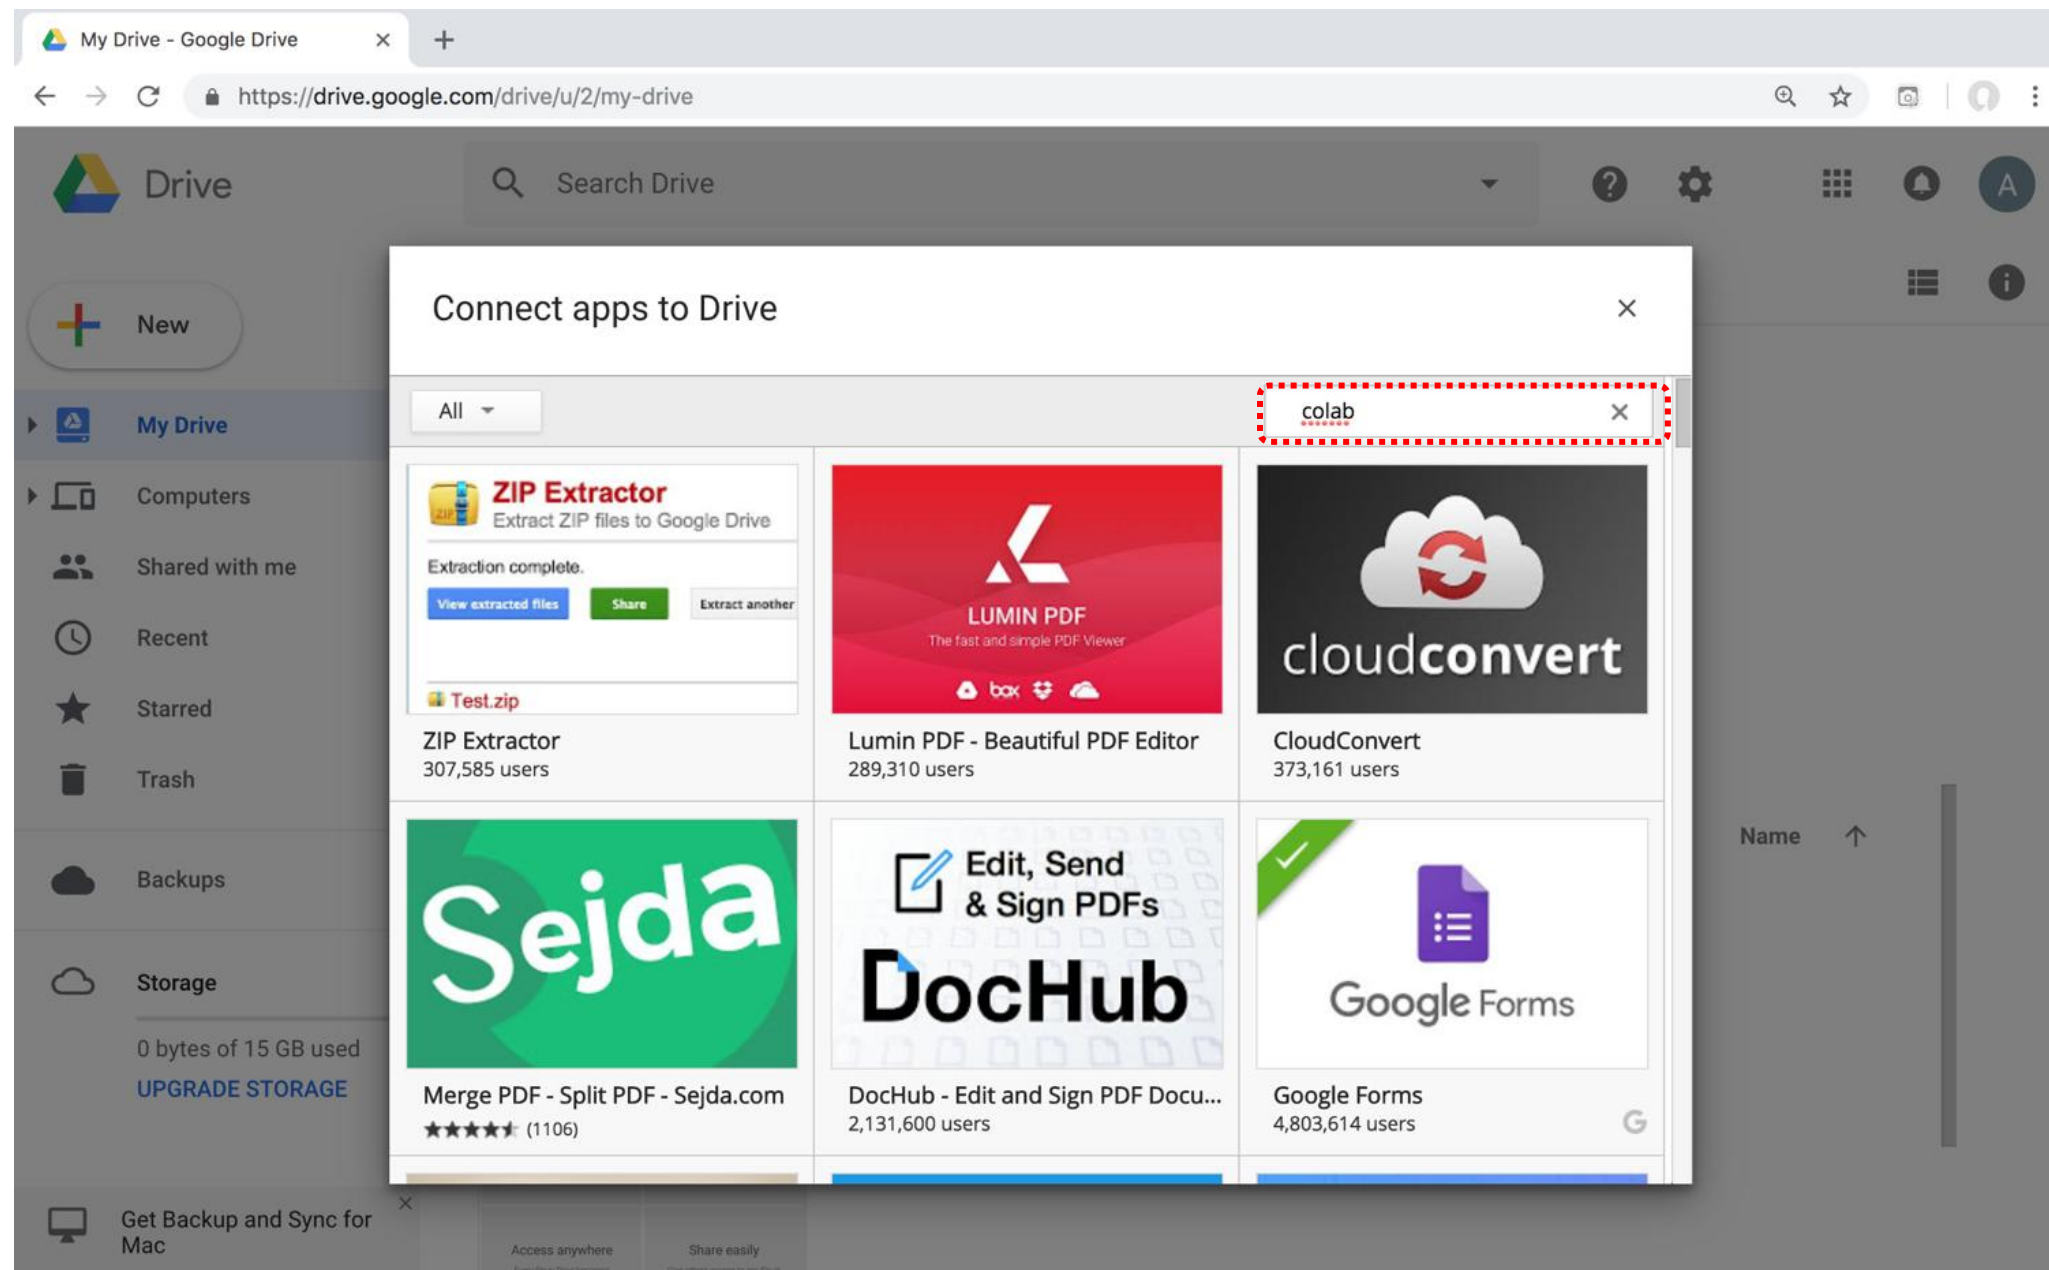 My Drive - Google Drive
https://drive.google.com/drive/u/2/my-drive
Drive
Search Drive
A
Connect apps to Drive
New
All
colab
My Drive
Computers
Shared with me
Recent
Starred
Trash
Backups
Storage
0 bytes of 15 GB used
UPGRADE STORAGE
Get Backup and Sync for
Mac
ZIP Extractor
Extract ZIP files to Google Drive
Extraction complete.
View extracted files
Share
Extract another
Test.zip
ZIP Extractor
307,585 users
LUMIN PDF
The fast and simple PDF Viewer
box
Lumin PDF - Beautiful PDF Editor
289,310 users
cloudconvert
CloudConvert
373,161 users
Sejda
Merge PDF - Split PDF - Sejda.com
(1106)
Edit, Send
& Sign PDFs
DocHub
DocHub - Edit and Sign PDF Docu...
2,131,600 users
Google Forms
Google Forms
4,803,614 users
G
Name
Access anywhere
Share easily